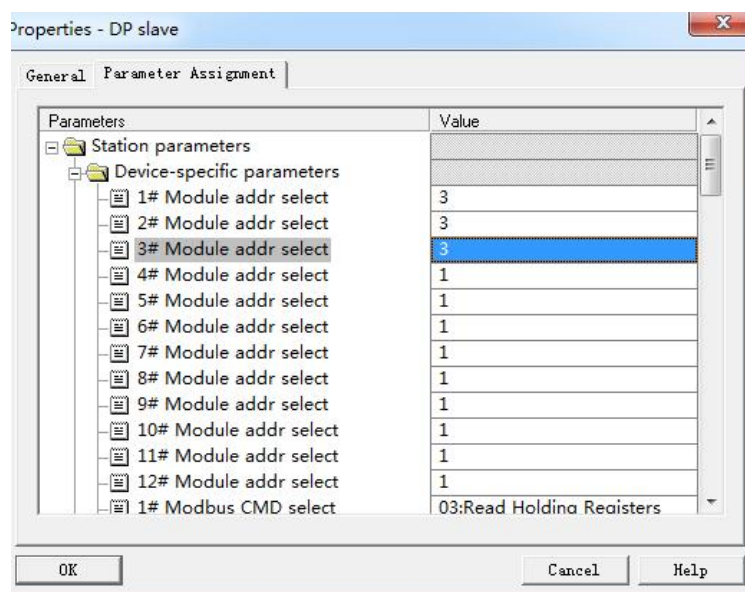 Properties - DP slave
General Parameter Assignment
Parameters Value
Station parameters
Device-specific parameters
1# Module addr select 3
2# Module addr select 3
3# Module addr select 3
4# Module addr select 1
5# Module addr select 1
6# Module addr select 1
7# Module addr select 1
8# Module addr select 1
9# Module addr select 1
10# Module addr select 1
11# Module addr select 1
12# Module addr select 1
1# Modbus CMD select 03:Read Holding Registers
OK Cancel Help